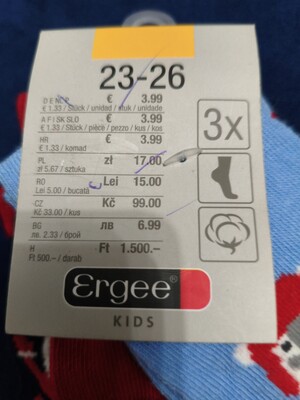 23-26
D E NL P € 3.99
€ 1.33 / Stück / unidad / stuk / unidade
A F I SK SLO € 3.99
€ 1.33 / Stück / pièce / pezzo / kus / kos
HR € 3.99
€ 1.33 / komad
PL zł 17.00
zł 5.67 / sztuka
RO Lei 15.00
Lei 5.00 / bucată
CZ Kč 99.00
Kč 33.00 / kus
BG лв 6.99
лв. 2.33 / брой
H Ft 1.500.–
Ft 500.– / darab
3x
Ergee®
KIDS